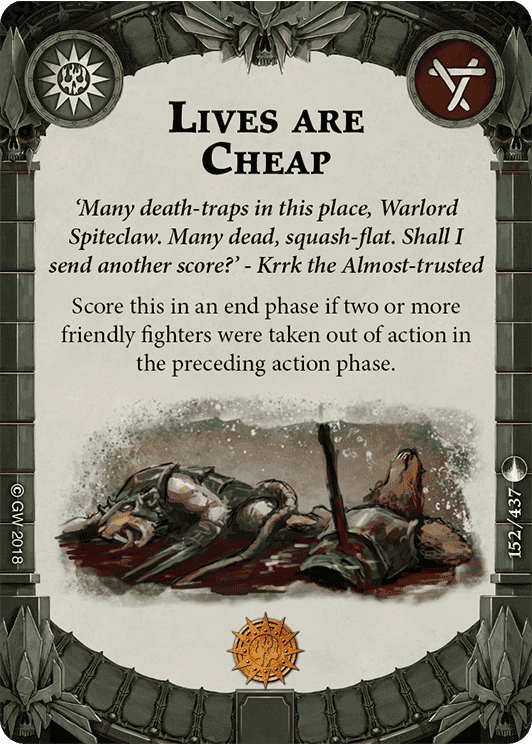 LIVES ARE
CHEAP
‘Many death-traps in this place, Warlord
Spiteclaw. Many dead, squash-flat. Shall I
send another score?’ - Krrk the Almost-trusted
Score this in an end phase if two or more
friendly fighters were taken out of action in
the preceding action phase.
© GW 2018
152/437